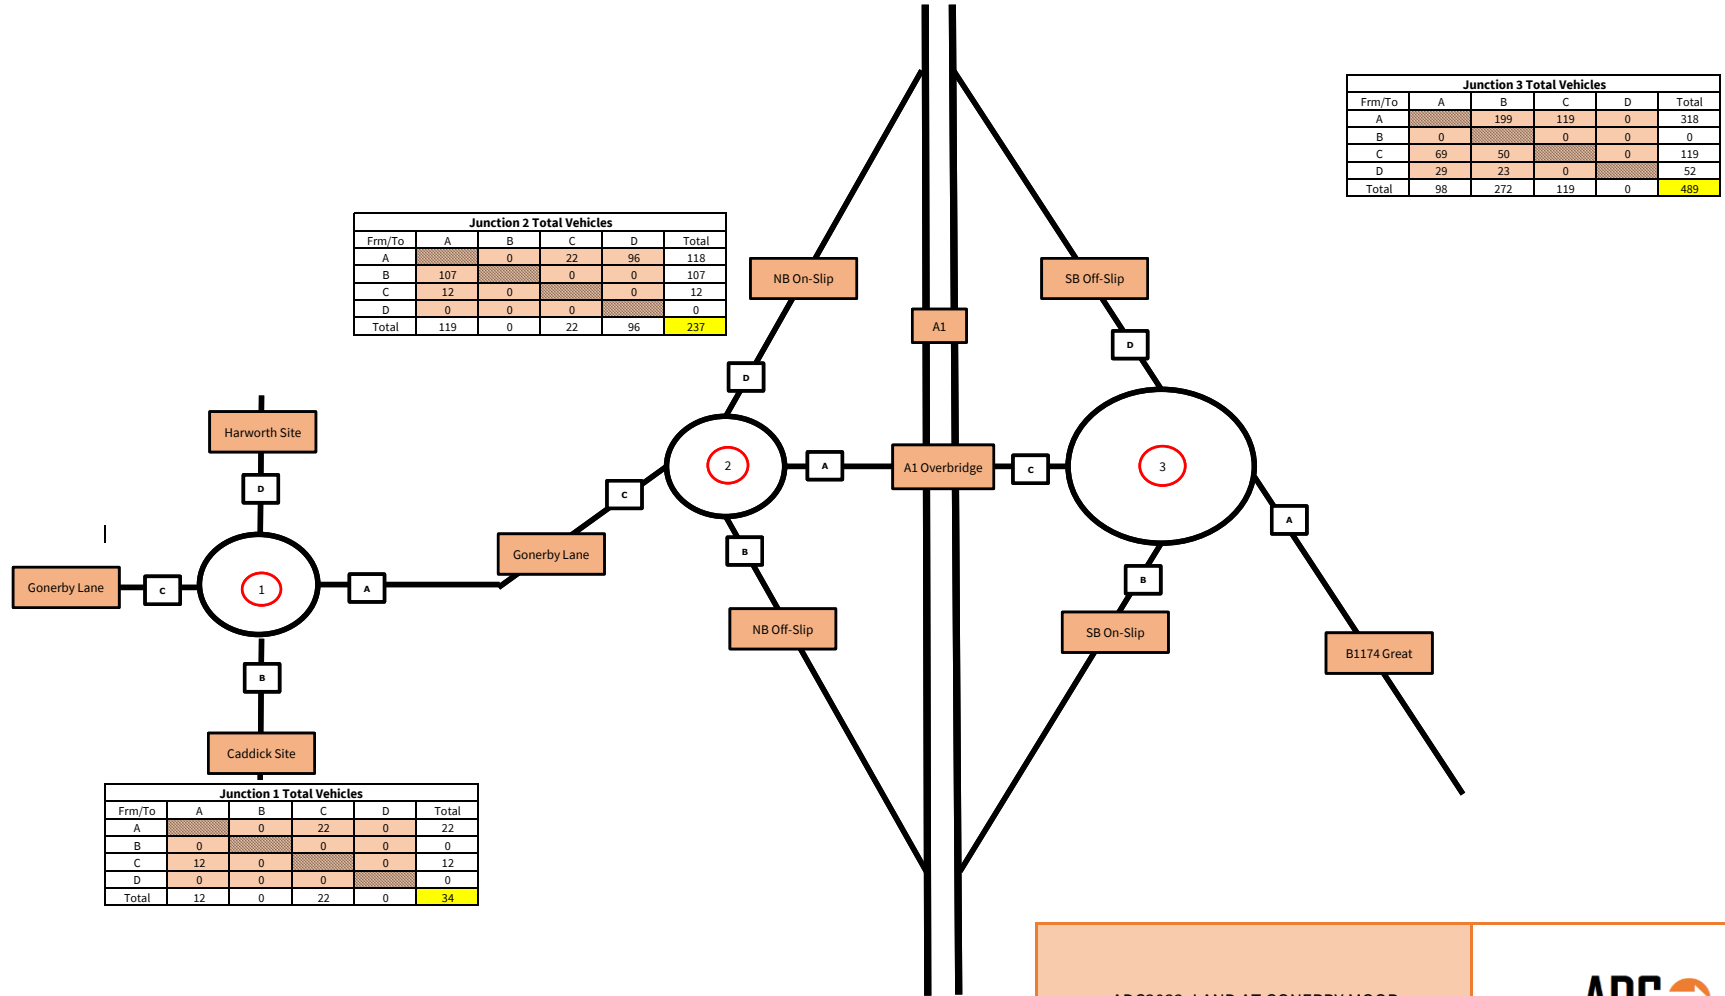 Junction 3 Total Vehicles
Frm/To A B C D Total
A 199 119 0 318
B 0 0 0 0
C 69 50 0 119
D 29 23 0 52
Total 98 272 119 0 489
Junction 2 Total Vehicles
Frm/To A B C D Total
A 0 22 96 118
B 107 0 0 107
C 12 0 0 12
D 0 0 0 0
Total 119 0 22 96 237
NB On-Slip
SB Off-Slip
A1
D
D
Harworth Site
2
A
A1 Overbridge
C
3
D
C
A
Gonerby Lane
B
Gonerby Lane
C
1
A
B
NB Off-Slip
SB On-Slip
B1174 Great
B
Caddick Site
Junction 1 Total Vehicles
Frm/To A B C D Total
A 0 22 0 22
B 0 0 0 0
C 12 0 0 12
D 0 0 0 0
Total 12 0 22 0 34
ADC